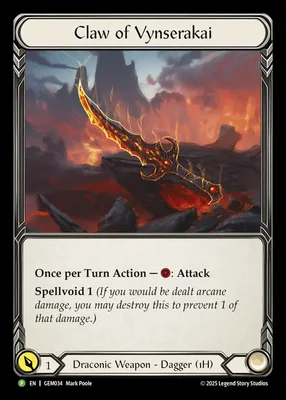 Claw of Vynserakai
Once per Turn Action — : Attack
Spellvoid 1 (If you would be dealt arcane
damage, you may destroy this to prevent 1 of
that damage.)
1
Draconic Weapon - Dagger (1H)
P EN | GEM034 Mark Poole
©2025 Legend Story Studios